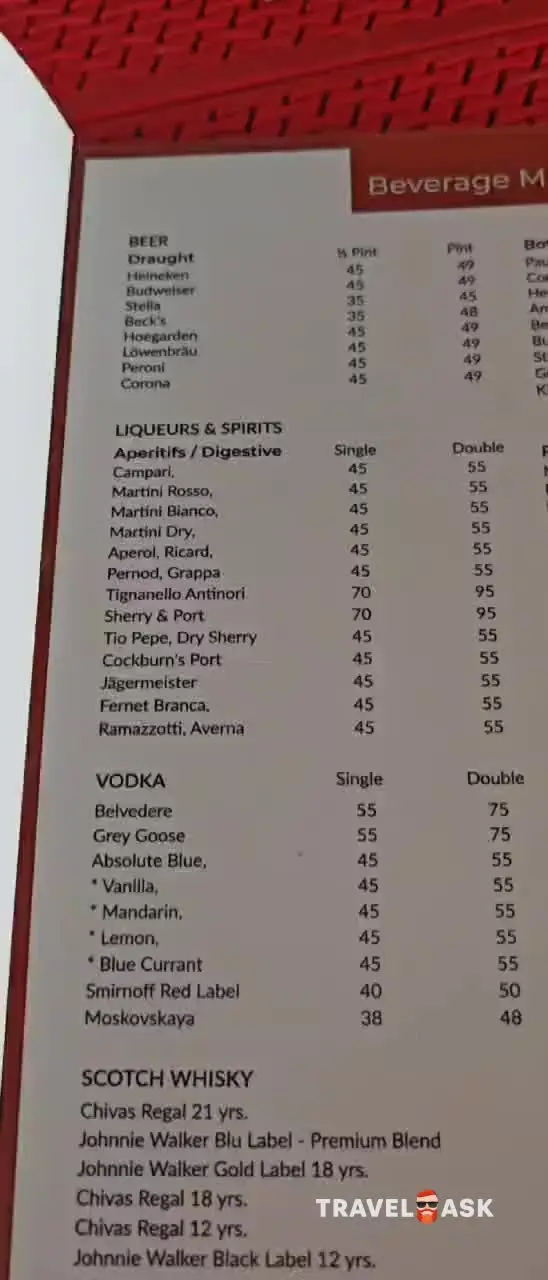 Beverage M
BEER
Draught ½ Pint Pint Bot
Heineken 45 49 Pau
Budweiser 45 49 Cor
Stella 35 45 He
Beck's 35 48 Am
Hoegarden 45 49 Be
Löwenbräu 45 49 Bu
Peroni 45 49 St
Corona 45 49 G
K
LIQUEURS & SPIRITS
Aperitifs / Digestive Single Double
Campari, 45 55
Martini Rosso, 45 55
Martini Bianco, 45 55
Martini Dry, 45 55
Aperol, Ricard, 45 55
Pernod, Grappa 45 55
Tignanello Antinori 70 95
Sherry & Port 70 95
Tio Pepe, Dry Sherry 45 55
Cockburn's Port 45 55
Jägermeister 45 55
Fernet Branca, 45 55
Ramazzotti, Averna 45 55
VODKA Single Double
Belvedere 55 75
Grey Goose 55 75
Absolute Blue, 45 55
* Vanilla, 45 55
* Mandarin, 45 55
* Lemon, 45 55
* Blue Currant 45 55
Smirnoff Red Label 40 50
Moskovskaya 38 48
SCOTCH WHISKY
Chivas Regal 21 yrs.
Johnnie Walker Blu Label - Premium Blend
Johnnie Walker Gold Label 18 yrs.
Chivas Regal 18 yrs.
Chivas Regal 12 yrs.
Johnnie Walker Black Label 12 yrs.
TRAVEL ASK